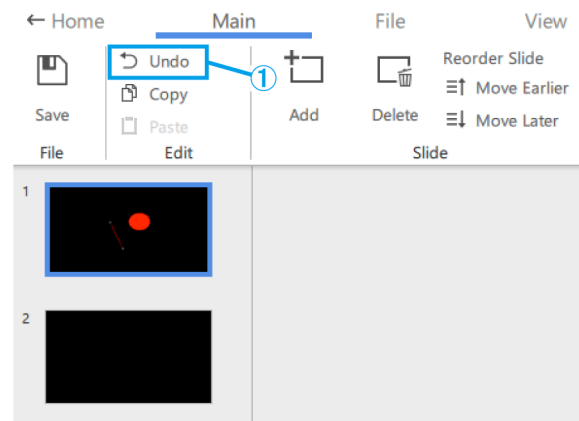 ← Home Main File View
Undo
Copy
Paste
①
Save
Add
Delete
Reorder Slide
Move Earlier
Move Later
File Edit Slide
1
2